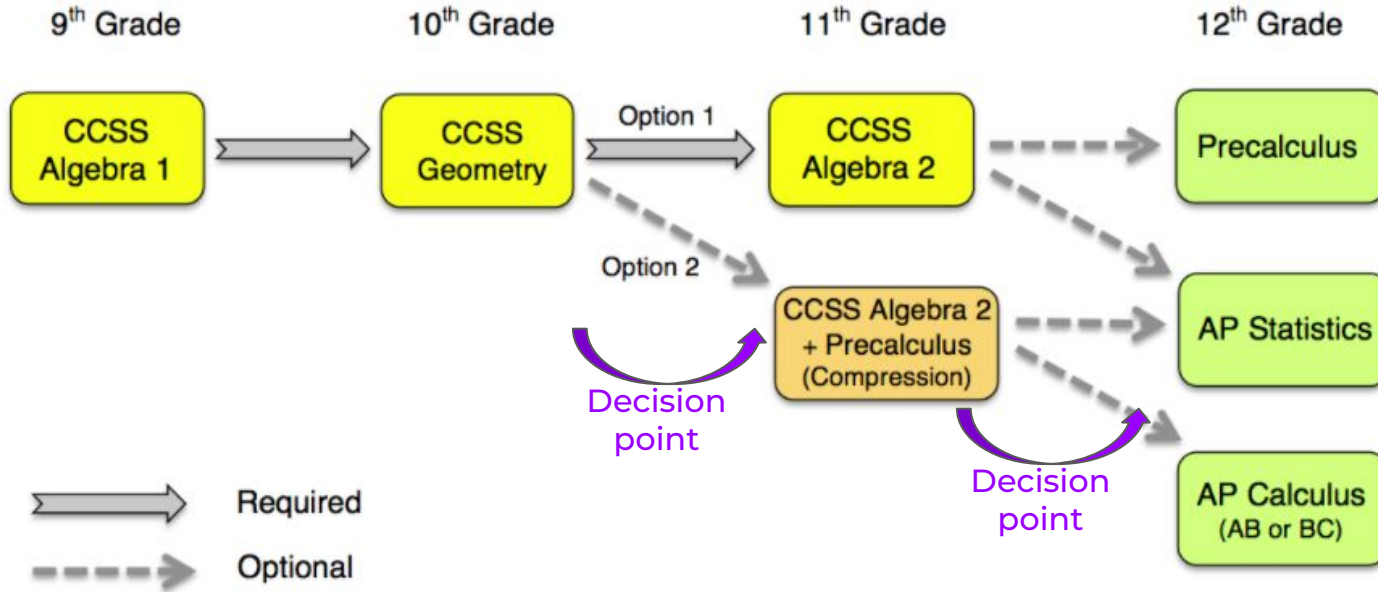 9th Grade
10th Grade
11th Grade
12th Grade
CCSS
Algebra 1
CCSS
Geometry
Option 1
CCSS
Algebra 2
Precalculus
Option 2
CCSS Algebra 2
+ Precalculus
(Compression)
AP Statistics
Decision
point
Decision
point
AP Calculus
(AB or BC)
Required
Optional